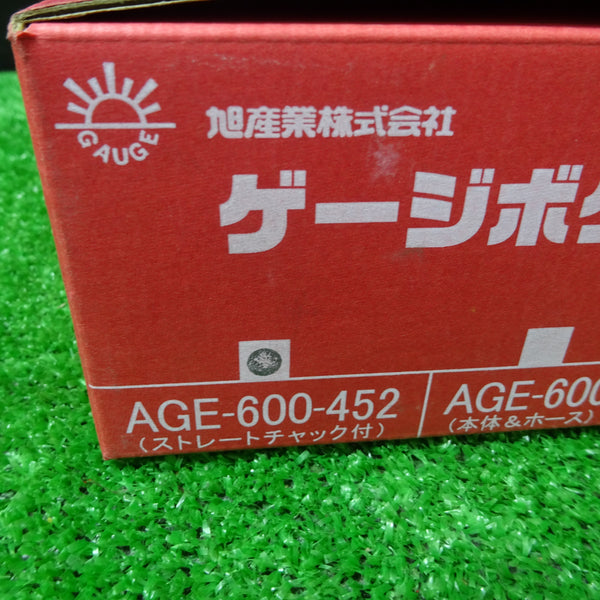 GAUGE
旭産業株式会社
ゲージボ
AGE-600-452
(ストレートチャック付)
AGE-600
(本体&ホース)